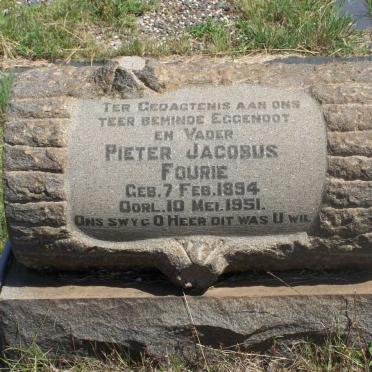 TER GEDAGTENIS AAN ONS
TEER BEMINDE EGGENOOT
EN VADER
PIETER JACOBUS
FOURIE
GEB. 7 FEB. 1894
OORL. 10 MEI. 1951.
ONS SWYG O HEER DIT WAS U WIL